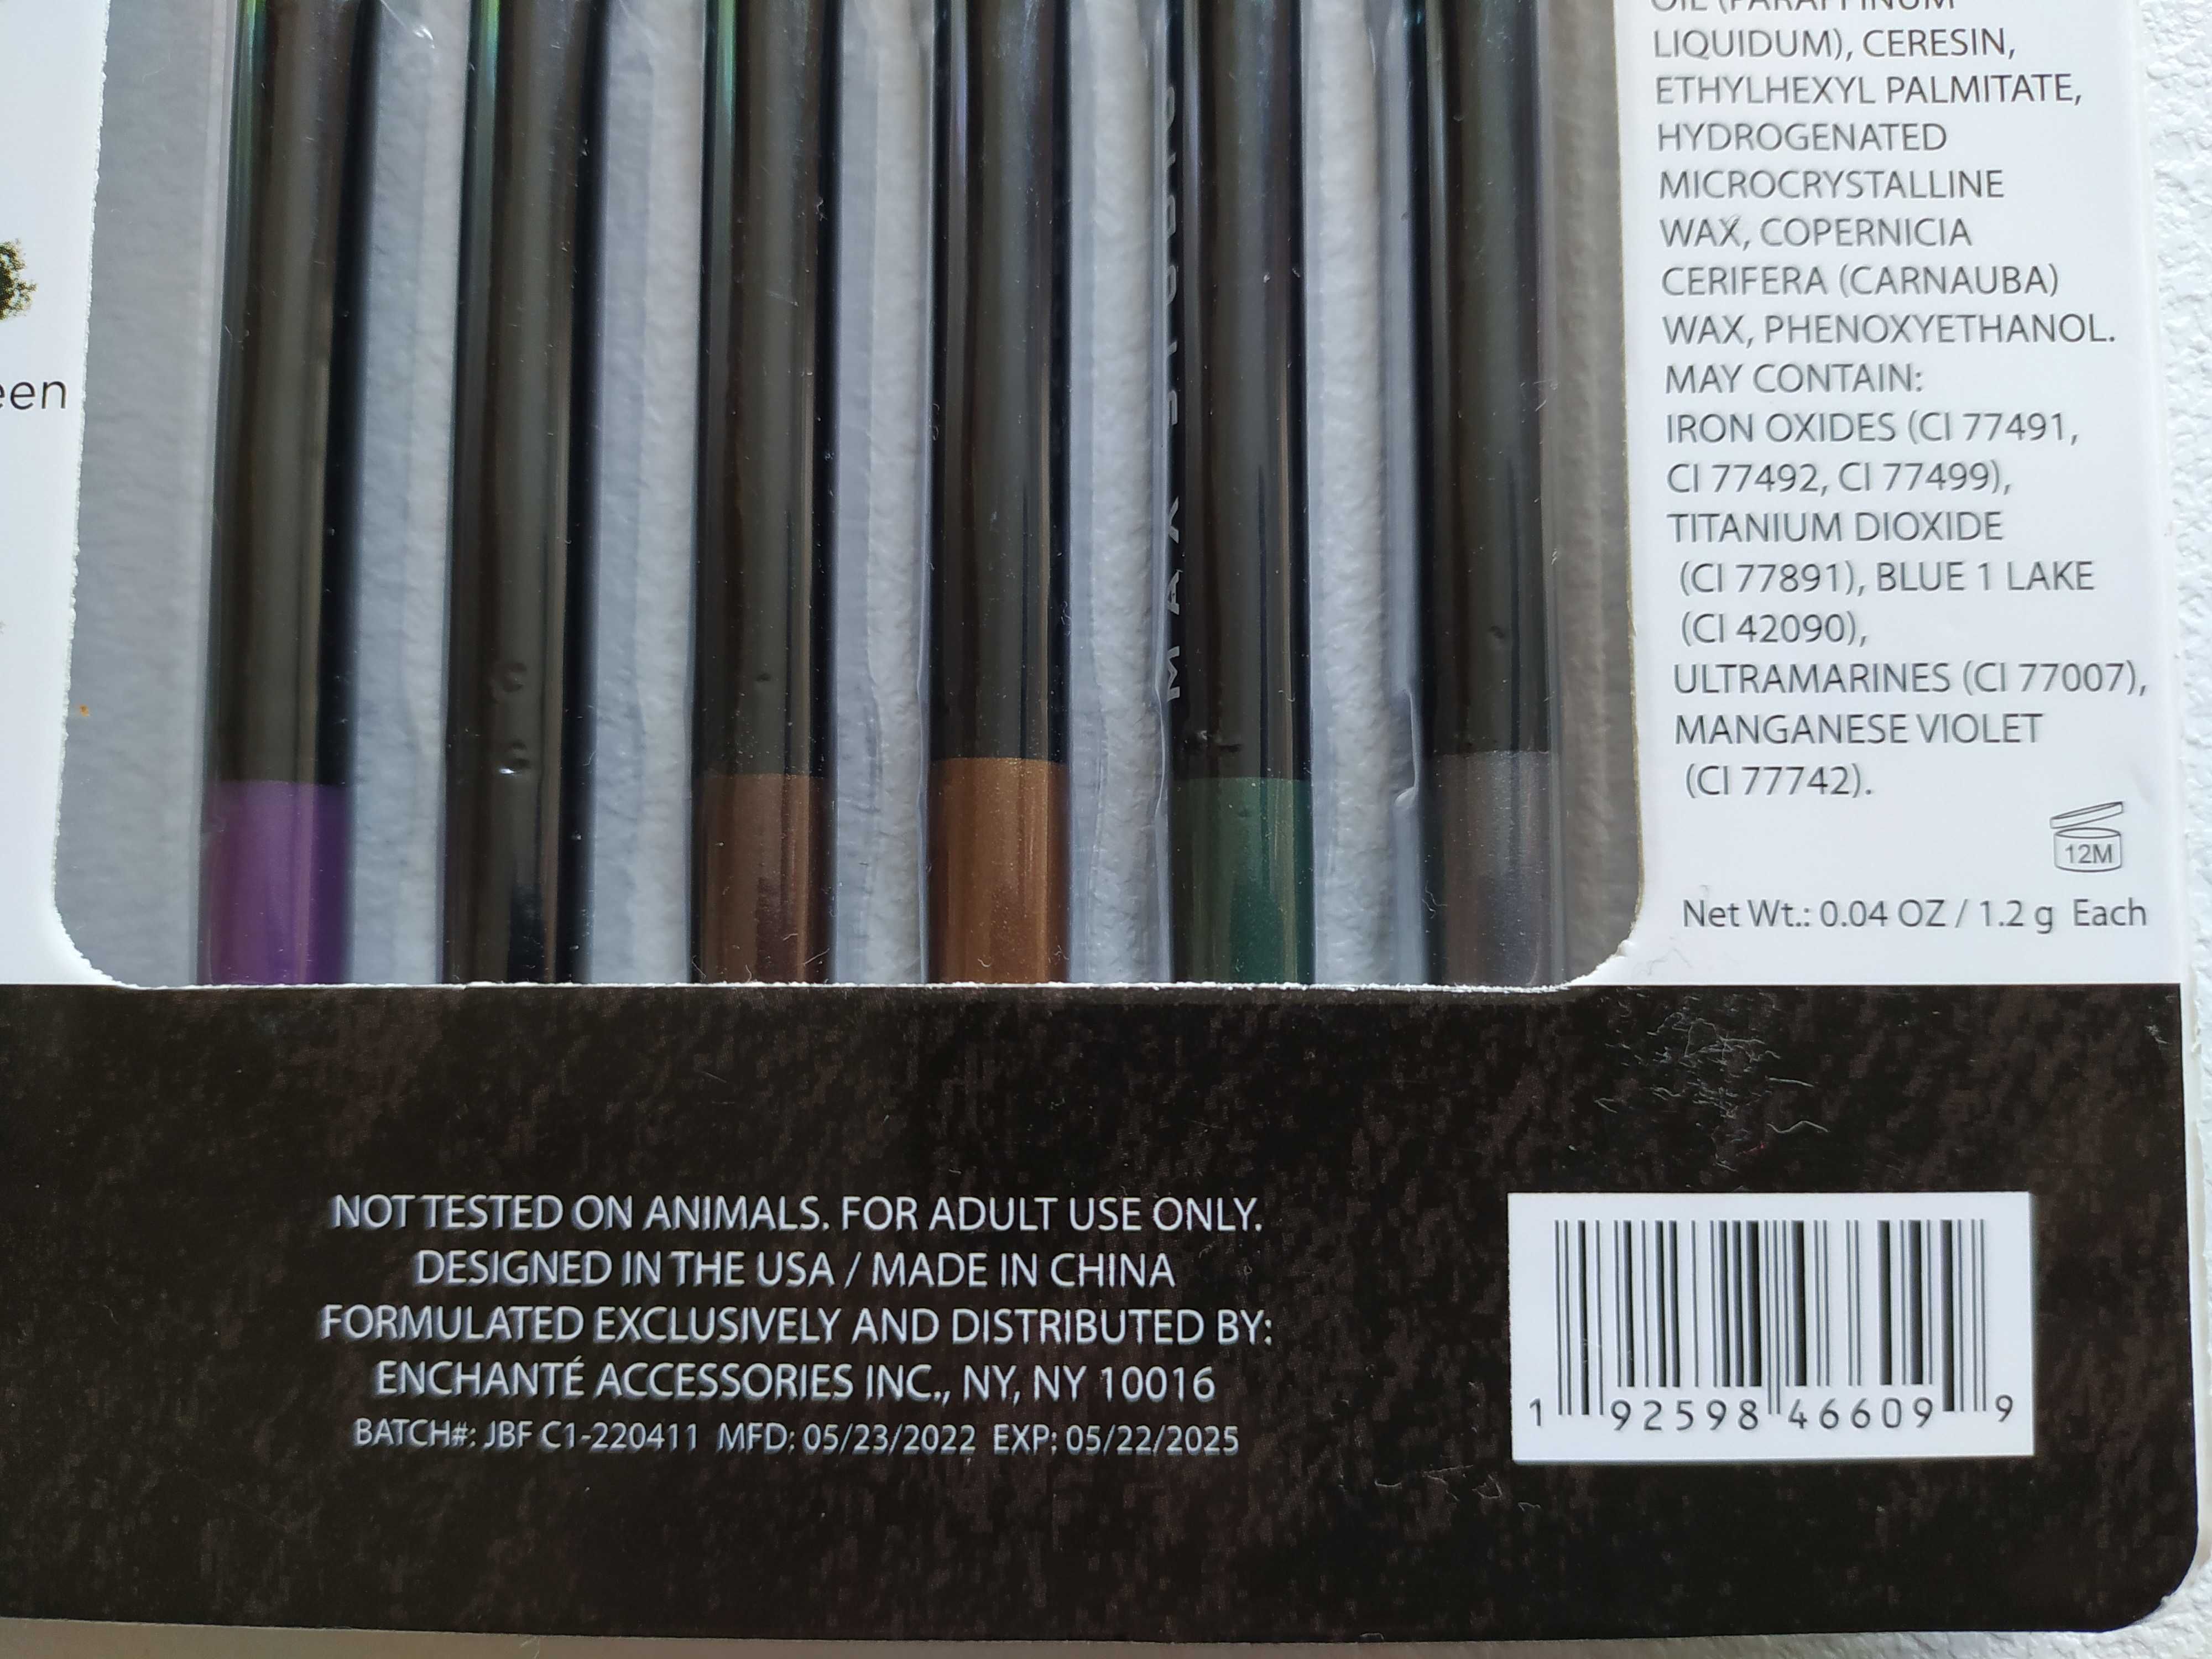 een
MAX STUDIO
LIQUIDUM), CERESIN,
ETHYLHEXYL PALMITATE,
HYDROGENATED
MICROCRYSTALLINE
WAX, COPERNICIA
CERIFERA (CARNAUBA)
WAX, PHENOXYETHANOL.
MAY CONTAIN:
IRON OXIDES (CI 77491,
CI 77492, CI 77499),
TITANIUM DIOXIDE
(CI 77891), BLUE 1 LAKE
(CI 42090),
ULTRAMARINES (CI 77007),
MANGANESE VIOLET
(CI 77742).
12M
Net Wt.: 0.04 OZ / 1.2 g Each
NOT TESTED ON ANIMALS. FOR ADULT USE ONLY.
DESIGNED IN THE USA / MADE IN CHINA
FORMULATED EXCLUSIVELY AND DISTRIBUTED BY:
ENCHANTÉ ACCESSORIES INC., NY, NY 10016
BATCH#: JBF C1-220411 MFD: 05/23/2022 EXP: 05/22/2025
1 92598 46609 9